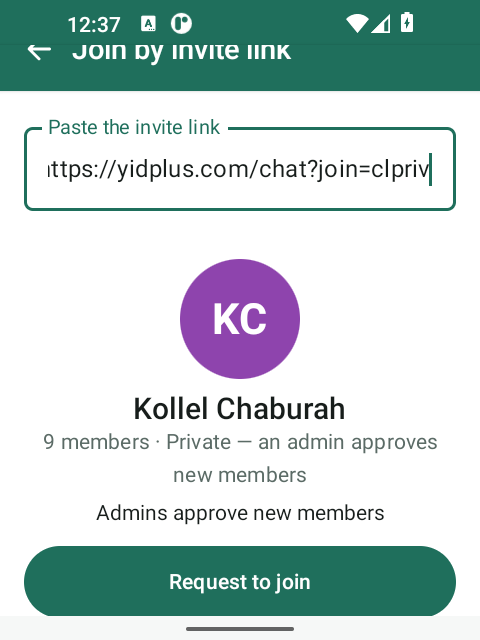 12:37
Join by invite link
Paste the invite link
https://yidplus.com/chat?join=clpriv
KC
Kollel Chaburah
9 members · Private — an admin approves
new members
Admins approve new members
Request to join